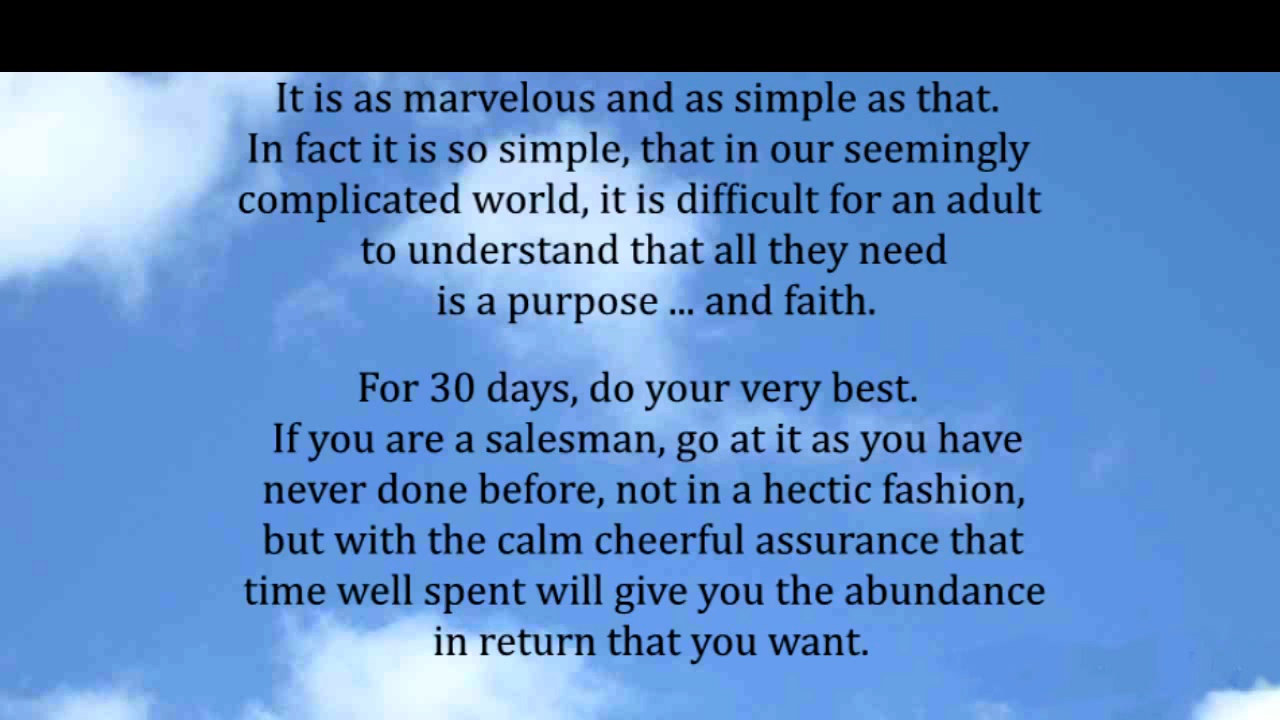 It is as marvelous and as simple as that.
In fact it is so simple, that in our seemingly
complicated world, it is difficult for an adult
to understand that all they need
is a purpose ... and faith.
For 30 days, do your very best.
If you are a salesman, go at it as you have
never done before, not in a hectic fashion,
but with the calm cheerful assurance that
time well spent will give you the abundance
in return that you want.